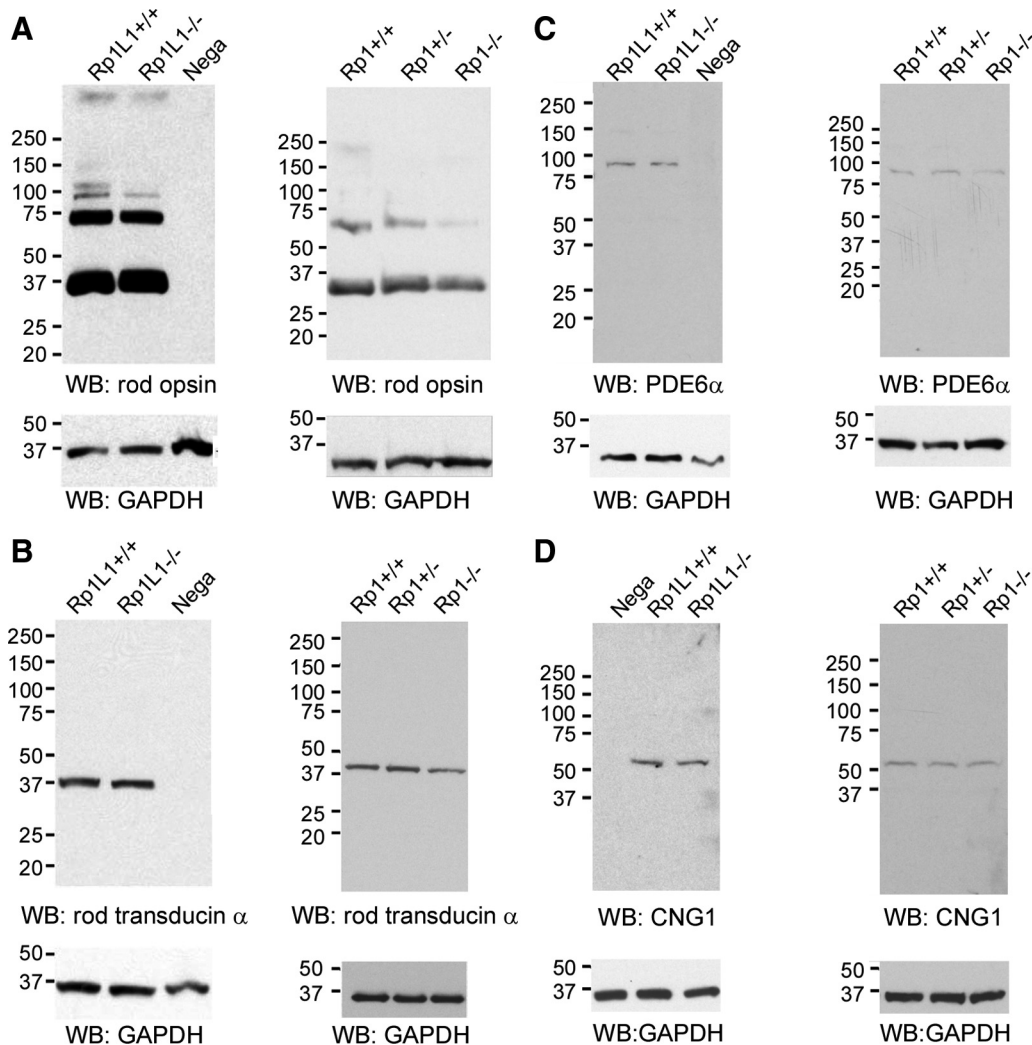 A
Rp1L1+/+ Rp1L1-/- Nega
250
150
100
75
50
37
25
20
WB: rod opsin
50
37
WB: GAPDH
Rp1+/+ Rp1+/- Rp1-/-
250
150
100
75
50
37
25
20
WB: rod opsin
50
37
WB: GAPDH
C
Rp1L1+/+ Rp1L1-/- Nega
250
150
100
75
50
37
25
20
WB: PDE6α
50
37
WB: GAPDH
Rp1+/+ Rp1+/- Rp1-/-
250
150
100
75
50
37
25
20
WB: PDE6α
50
37
WB: GAPDH
B
Rp1L1+/+ Rp1L1-/- Nega
250
150
100
75
50
37
25
20
WB: rod transducin α
50
37
WB: GAPDH
Rp1+/+ Rp1+/- Rp1-/-
250
150
100
75
50
37
25
20
WB: rod transducin α
50
37
WB: GAPDH
D
Nega Rp1L1+/+ Rp1L1-/-
250
150
100
75
50
37
WB: CNG1
50
37
WB:GAPDH
Rp1+/+ Rp1+/- Rp1-/-
250
150
100
75
50
37
WB: CNG1
50
37
WB:GAPDH